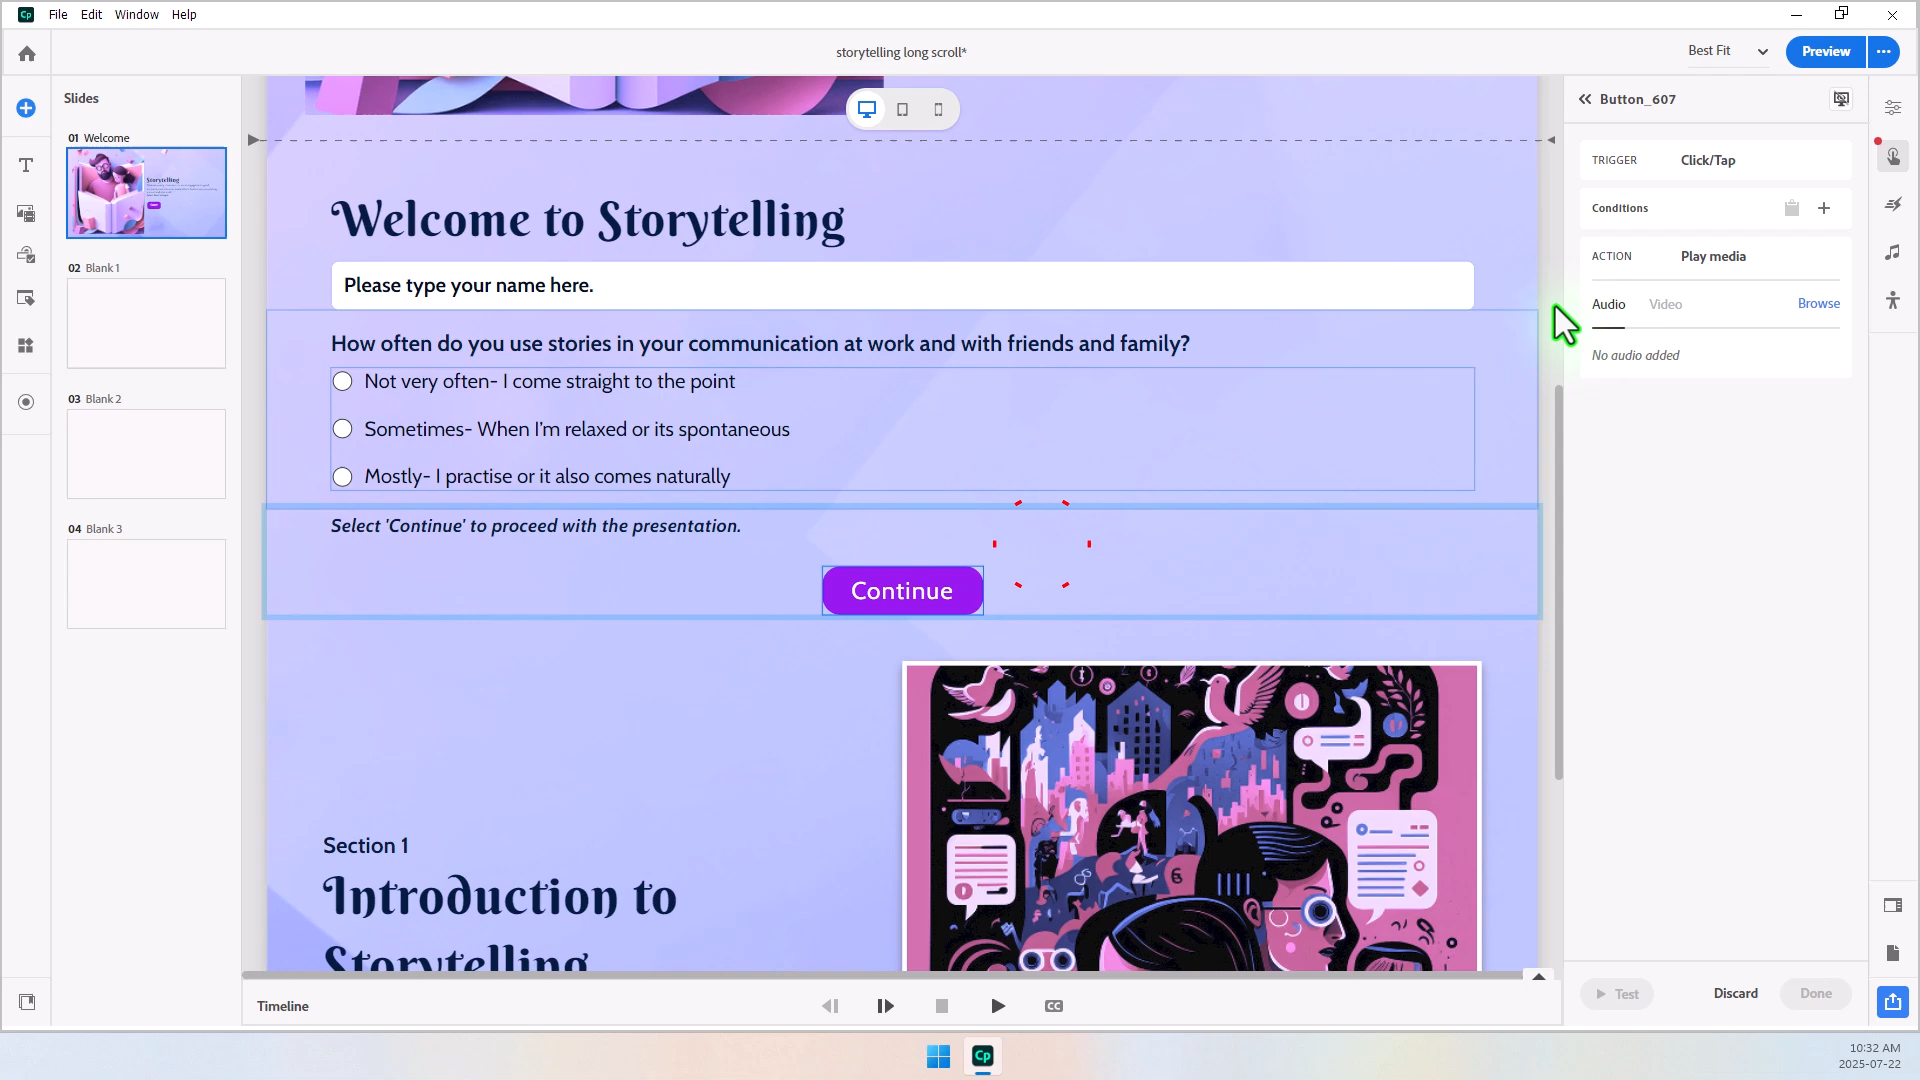 Cp File Edit Window Help
storytelling long scroll*
Best Fit
Preview
Slides
01 Welcome
Storytelling
02 Blank 1
03 Blank 2
04 Blank 3
Welcome to Storytelling
Please type your name here.
How often do you use stories in your communication at work and with friends and family?
Not very often- I come straight to the point
Sometimes- When I'm relaxed or its spontaneous
Mostly- I practise or it also comes naturally
Select 'Continue' to proceed with the presentation.
Continue
Section 1
Introduction to
Storytelling
Button_607
TRIGGER Click/Tap
Conditions
ACTION Play media
Audio Video Browse
No audio added
Timeline
CC
Test Discard Done
Cp
10:32 AM
2025-07-22